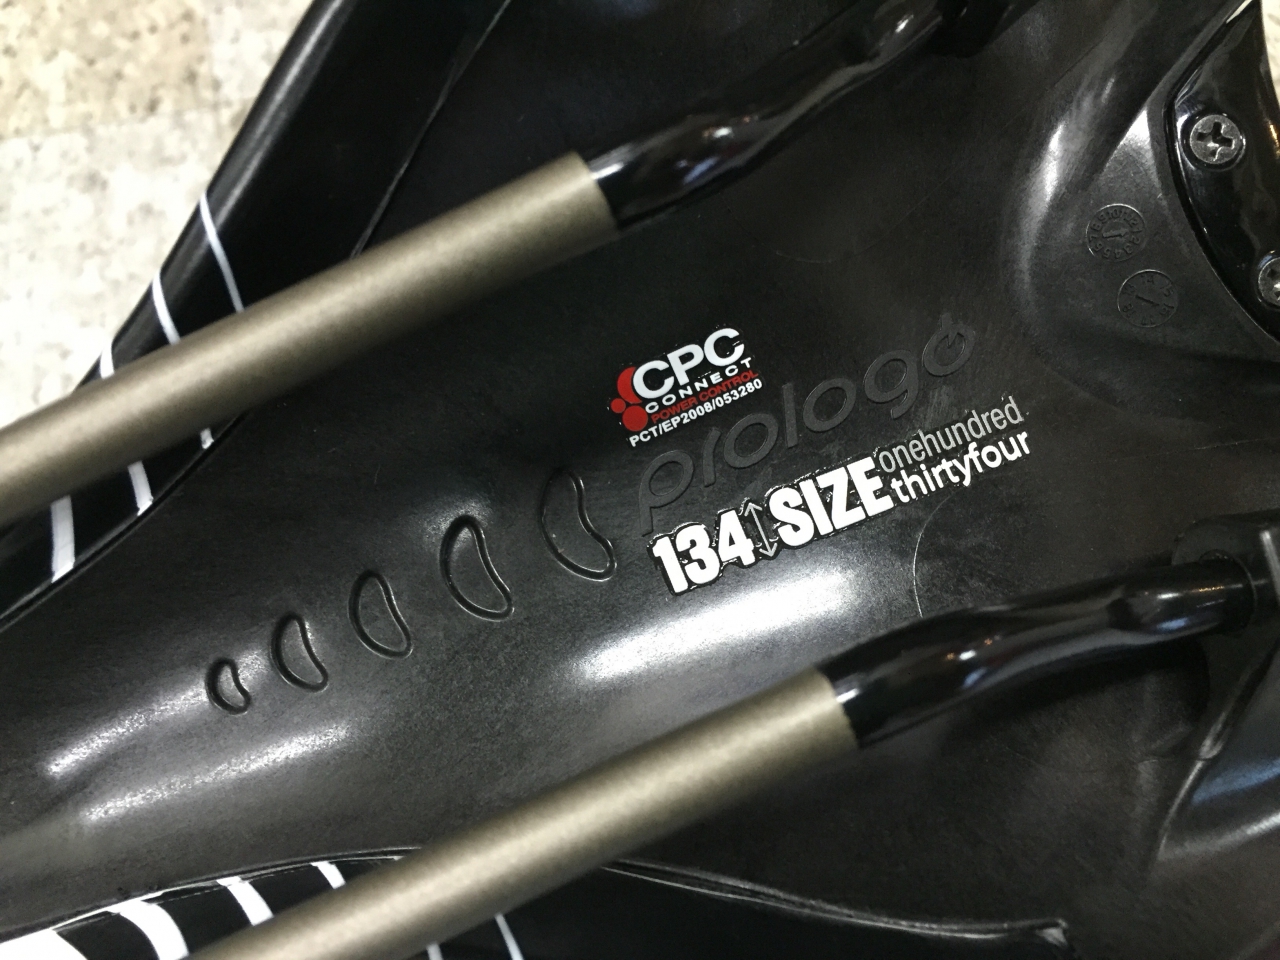 CPC
CONNECT
POWER CONTROL
PCT/EP2008/053280
prologo
134 SIZE onehundred
thirtyfour